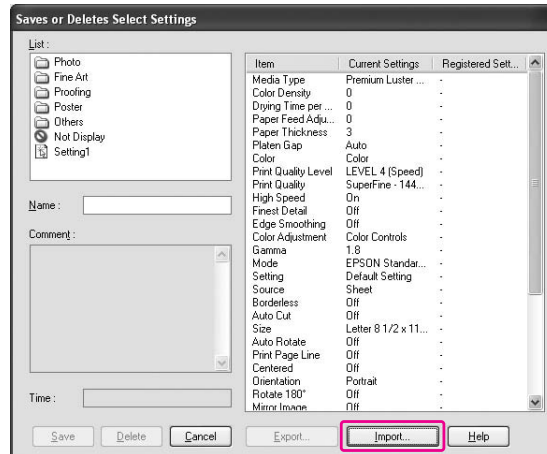 Saves or Deletes Select Settings
List :
Photo
Fine Art
Proofing
Poster
Others
Not Display
Setting1
Name :
Comment :
Time :
Item Current Settings Registered Sett...
Media Type Premium Luster ... -
Color Density 0 -
Drying Time per ... 0 -
Paper Feed Adju... 0 -
Paper Thickness 3 -
Platen Gap Auto -
Color Color -
Print Quality Level LEVEL 4 (Speed) -
Print Quality SuperFine - 144... -
High Speed On -
Finest Detail Off -
Edge Smoothing Off -
Color Adjustment Color Controls -
Gamma 1.8 -
Mode EPSON Standar... -
Setting Default Setting -
Source Sheet -
Borderless Off -
Auto Cut Off -
Size Letter 8 1/2 x 11... -
Auto Rotate Off -
Print Page Line Off -
Centered Off -
Orientation Portrait -
Rotate 180° Off -
Mirror Image Off -
Save Delete Cancel Export... Import... Help